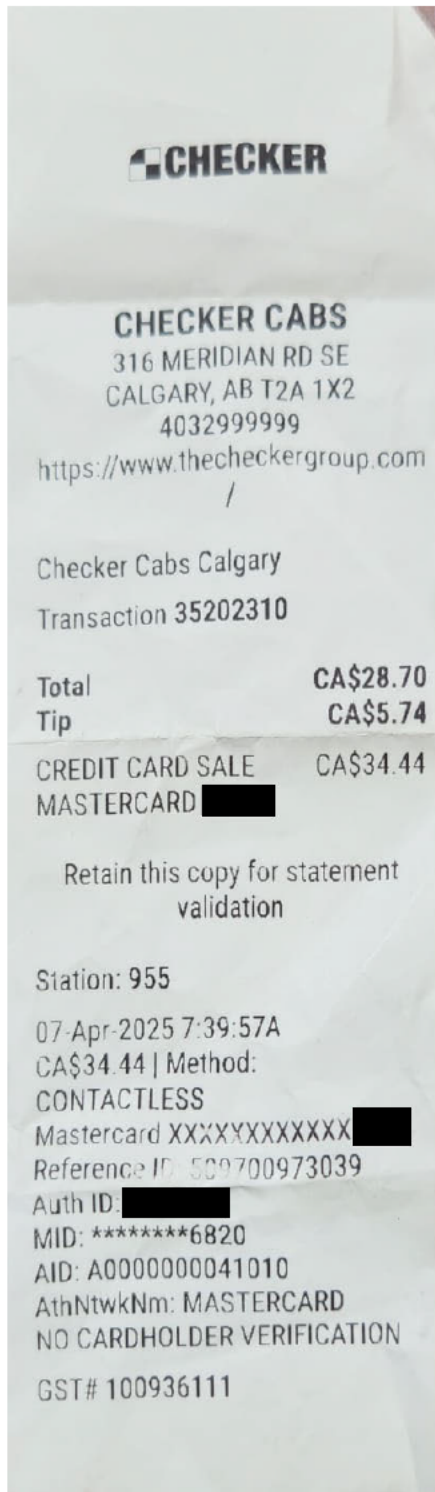 CHECKER
CHECKER CABS
316 MERIDIAN RD SE
CALGARY, AB T2A 1X2
4032999999
https://www.thecheckergroup.com
/
Checker Cabs Calgary
Transaction 35202310
Total CA$28.70
Tip CA$5.74
CREDIT CARD SALE CA$34.44
MASTERCARD
Retain this copy for statement
validation
Station: 955
07-Apr-2025 7:39:57A
CA$34.44 | Method:
CONTACTLESS
Mastercard XXXXXXXXXXXX
Reference ID: 509700973039
Auth ID:
MID: ********6820
AID: A0000000041010
AthNtwkNm: MASTERCARD
NO CARDHOLDER VERIFICATION
GST# 100936111